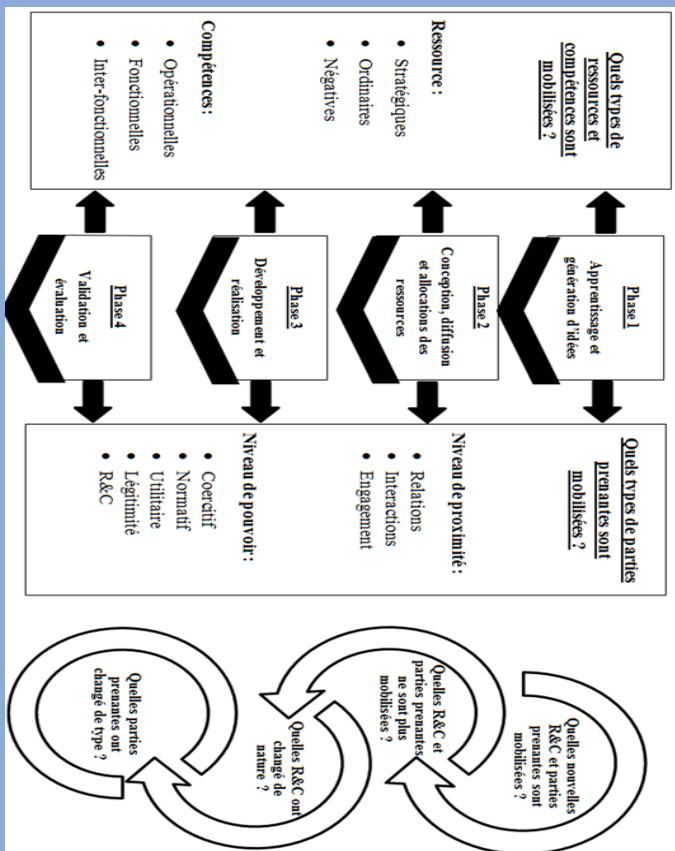 Quels types de
ressources et
compétences sont
mobilisées ?
Ressource :
• Stratégiques
• Ordinaires
• Négatives
Compétences :
• Opérationnelles
• Fonctionnelles
• Inter-fonctionnelles
Phase 1
Apprentissage et
génération d'idées
Phase 2
Conception, diffusion
et allocations des
ressources
Phase 3
Développement et
réalisation
Phase 4
Validation et
évaluation
Quels types de parties
prenantes sont
mobilisées ?
Niveau de proximité :
• Relations
• Interactions
• Engagement
Niveau de pouvoir :
• Coercitif
• Normatif
• Utilitaire
• Légitimité
• R&C
Quelles nouvelles
R&C et parties
prenantes sont
mobilisées ?
Quelles R&C et
parties prenantes
ne sont plus
mobilisées ?
Quelles R&C ont
changé de
nature ?
Quelles parties
prenantes ont
changé de type ?